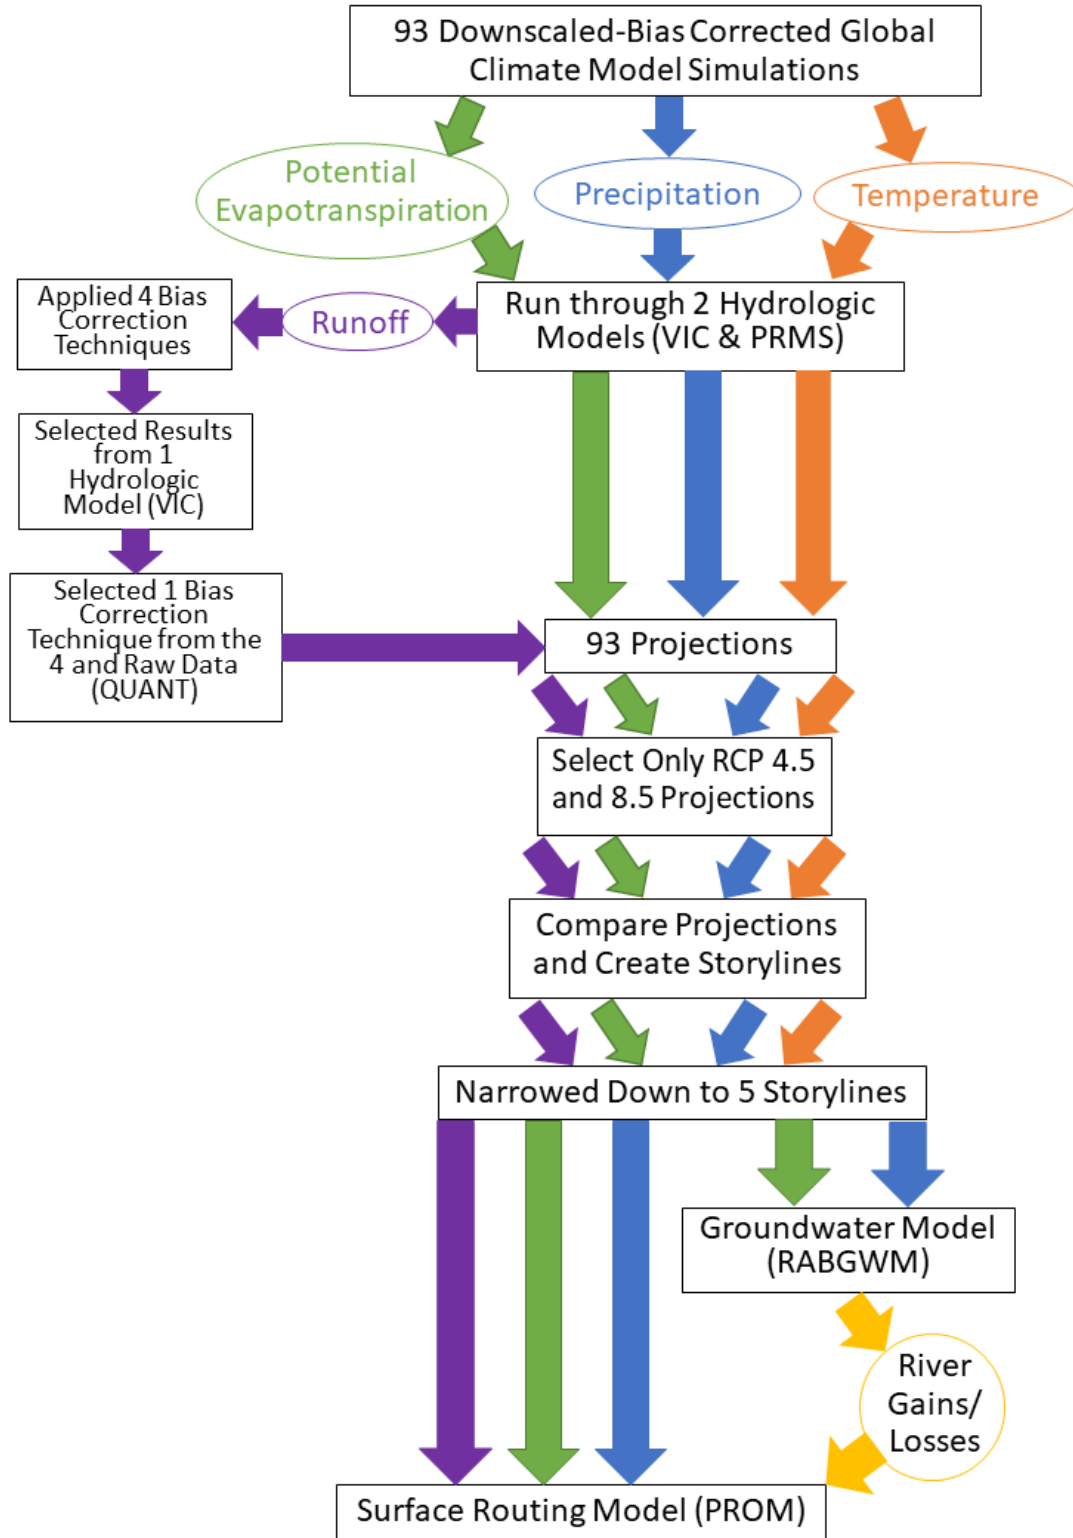 93 Downscaled-Bias Corrected Global
Climate Model Simulations
Potential
Evapotranspiration
Precipitation
Temperature
Run through 2 Hydrologic
Models (VIC & PRMS)
Runoff
Applied 4 Bias
Correction
Techniques
Selected Results
from 1
Hydrologic
Model (VIC)
Selected 1 Bias
Correction
Technique from the
4 and Raw Data
(QUANT)
93 Projections
Select Only RCP 4.5
and 8.5 Projections
Compare Projections
and Create Storylines
Narrowed Down to 5 Storylines
Groundwater Model
(RABGWM)
River
Gains/
Losses
Surface Routing Model (PROM)